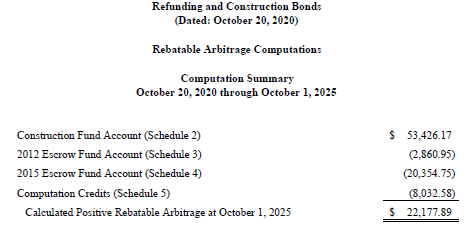 Refunding and Construction Bonds
(Dated: October 20, 2020)
Rebatable Arbitrage Computations
Computation Summary
October 20, 2020 through October 1, 2025
Construction Fund Account (Schedule 2) $ 53,426.17
2012 Escrow Fund Account (Schedule 3) (2,860.95)
2015 Escrow Fund Account (Schedule 4) (20,354.75)
Computation Credits (Schedule 5) (8,032.58)
Calculated Positive Rebatable Arbitrage at October 1, 2025 $ 22,177.89